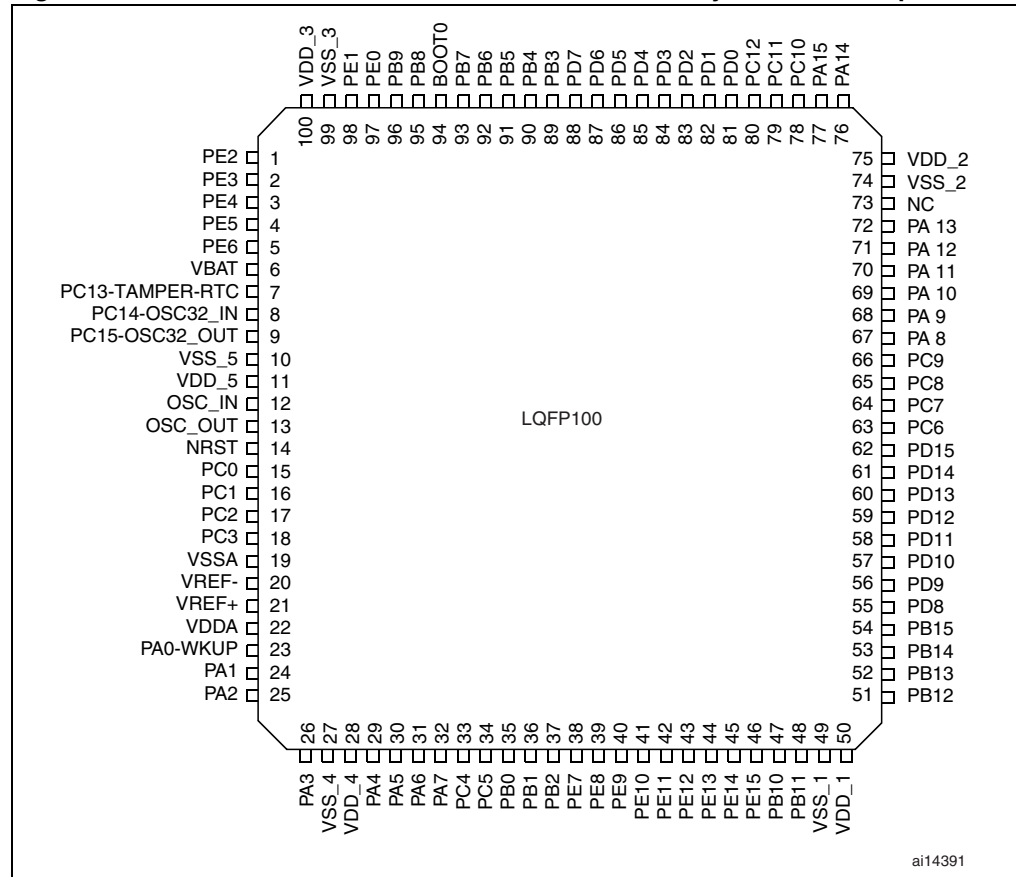 VDD_3 VSS_3 PE1 PE0 PB9 PB8 BOOT0 PB7 PB6 PB5 PB4 PB3 PD7 PD6 PD5 PD4 PD3 PD2 PD1 PD0 PC12 PC11 PC10 PA15 PA14
100 99 98 97 96 95 94 93 92 91 90 89 88 87 86 85 84 83 82 81 80 79 78 77 76
PE2 1 75 VDD_2
PE3 2 74 VSS_2
PE4 3 73 NC
PE5 4 72 PA 13
PE6 5 71 PA 12
VBAT 6 70 PA 11
PC13-TAMPER-RTC 7 69 PA 10
PC14-OSC32_IN 8 68 PA 9
PC15-OSC32_OUT 9 67 PA 8
VSS_5 10 66 PC9
VDD_5 11 65 PC8
OSC_IN 12 64 PC7
LQFP100
OSC_OUT 13 63 PC6
NRST 14 62 PD15
PC0 15 61 PD14
PC1 16 60 PD13
PC2 17 59 PD12
PC3 18 58 PD11
VSSA 19 57 PD10
VREF- 20 56 PD9
VREF+ 21 55 PD8
VDDA 22 54 PB15
PA0-WKUP 23 53 PB14
PA1 24 52 PB13
PA2 25 51 PB12
26 27 28 29 30 31 32 33 34 35 36 37 38 39 40 41 42 43 44 45 46 47 48 49 50
PA3 VSS_4 VDD_4 PA4 PA5 PA6 PA7 PC4 PC5 PB0 PB1 PB2 PE7 PE8 PE9 PE10 PE11 PE12 PE13 PE14 PE15 PB10 PB11 VSS_1 VDD_1
ai14391